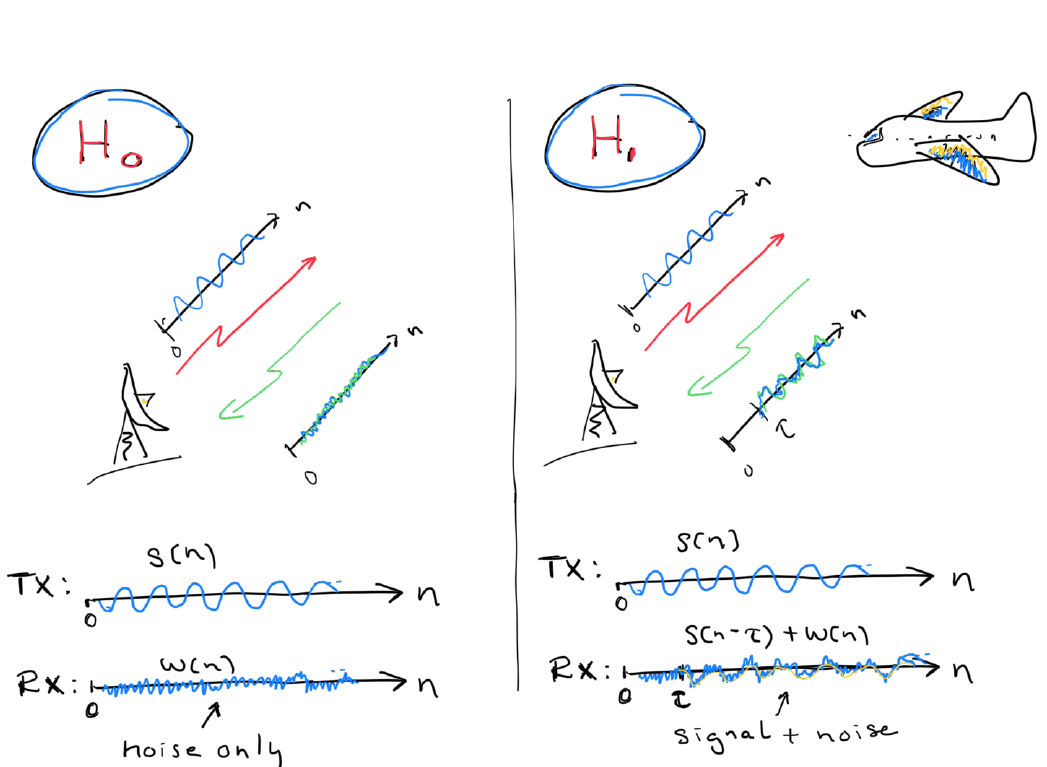 H₀
n
0
n
0
TX:
s(n)
0
n
RX:
w(n)
0
n
noise only
H₁
n
0
n
τ
0
TX:
s(n)
0
n
RX:
s(n-τ) + w(n)
0
τ
n
signal + noise